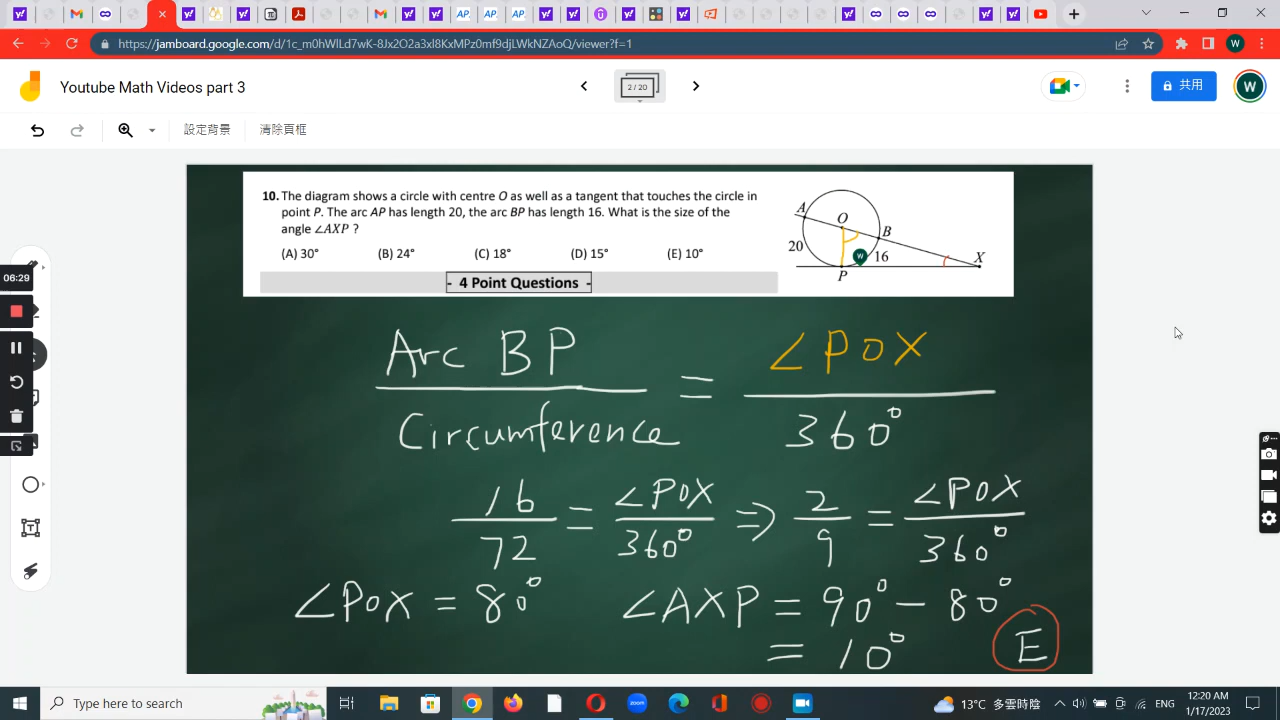 https://jamboard.google.com/d/1c_m0hWlLd7wK-8Jx2O2a3xl8KxMPz0mf9djLWkNZAoQ/viewer?f=1
W
Youtube Math Videos part 3
2 / 20
共用
W
設定背景
清除頁框
10. The diagram shows a circle with centre O as well as a tangent that touches the circle in
point P. The arc AP has length 20, the arc BP has length 16. What is the size of the
angle ∠AXP ?
(A) 30° (B) 24° (C) 18° (D) 15° (E) 10°
- 4 Point Questions -
A
O
B
20
W
16
X
P
06:29
Arc BP / Circumference = ∠POX / 360°
16/72 = ∠POX/360° ⇒ 2/9 = ∠POX/360°
∠POX = 80° ∠AXP = 90° - 80°
= 10° E
Type here to search
zoom
13°C 多雲時陰
ENG
12:20 AM
1/17/2023